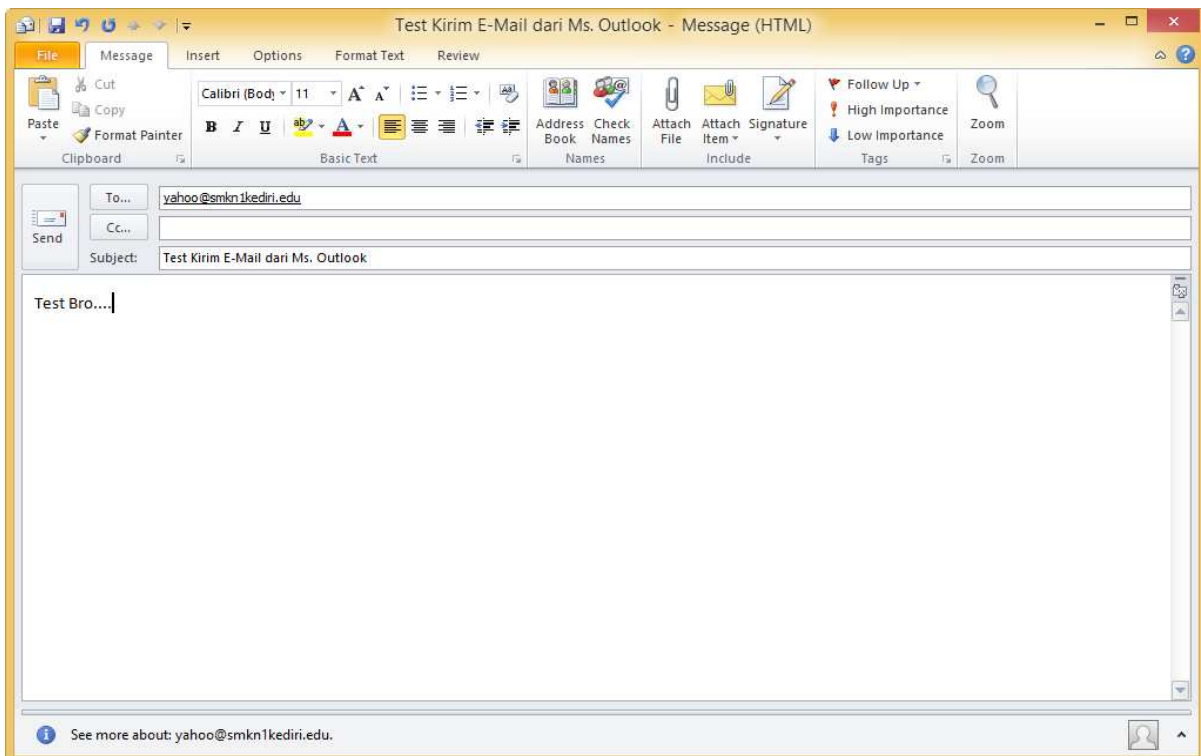 Test Kirim E-Mail dari Ms. Outlook - Message (HTML)
File Message Insert Options Format Text Review
Paste
Cut
Copy
Format Painter
Clipboard
Calibri (Body 11
B I U
Basic Text
Address Book
Check Names
Names
Attach File
Attach Item
Signature
Include
Follow Up
High Importance
Low Importance
Tags
Zoom
Zoom
Send
To... yahoo@smkn1kediri.edu
Cc...
Subject: Test Kirim E-Mail dari Ms. Outlook
Test Bro....
See more about: yahoo@smkn1kediri.edu.